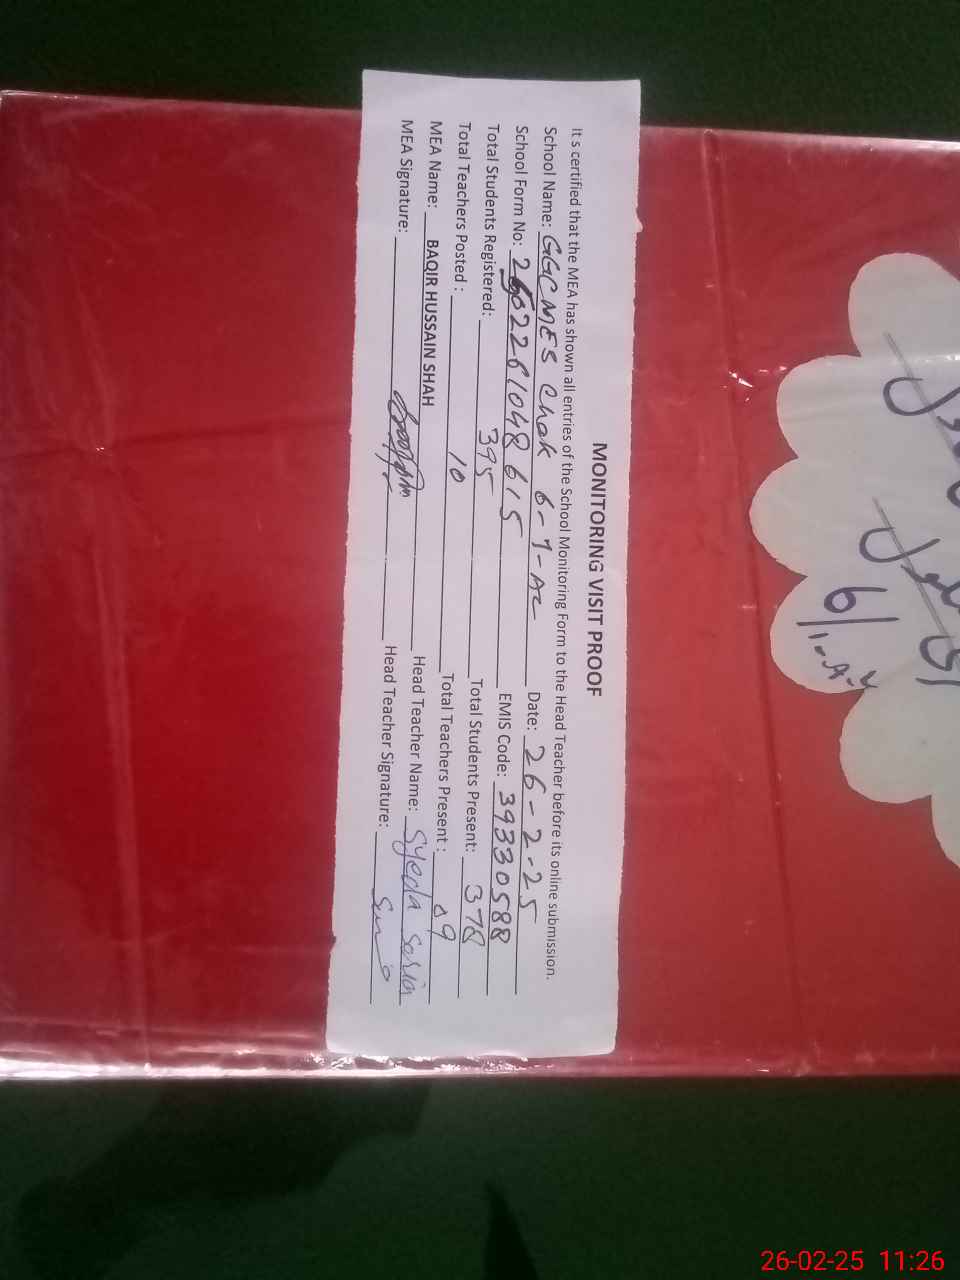 MONITORING VISIT PROOF
It s certified that the MEA has shown all entries of the School Monitoring Form to the Head Teacher before its online submission.
School Name: GGCMES Chak 6-1-AL Date: 26-2-25
School Form No: 2602261048615 EMIS Code: 39330588
Total Students Registered: 395 Total Students Present: 378
Total Teachers Posted : 10 Total Teachers Present : 09
MEA Name: BAQIR HUSSAIN SHAH Head Teacher Name: Syeda
MEA Signature: Head Teacher Signature:
26-02-25 11:26